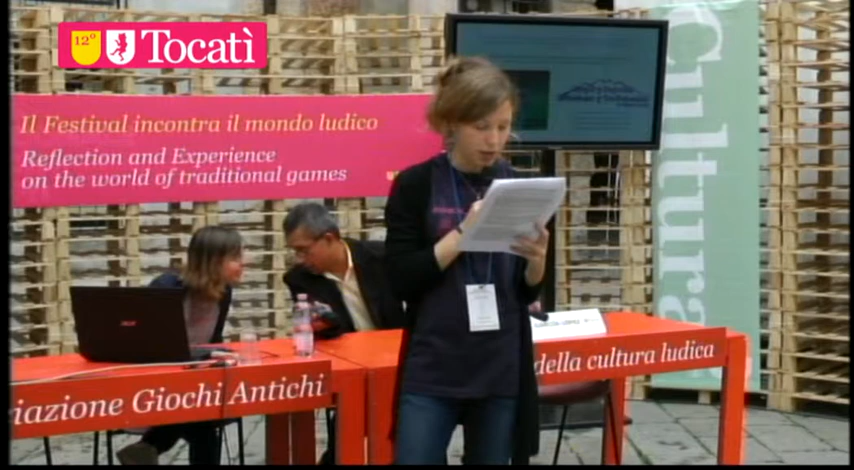 12°
Tocatì
Il Festival incontra il mondo ludico
Reflection and Experience
on the world of traditional games
Cultura
acer
iazione Giochi Antichi
della cultura ludica